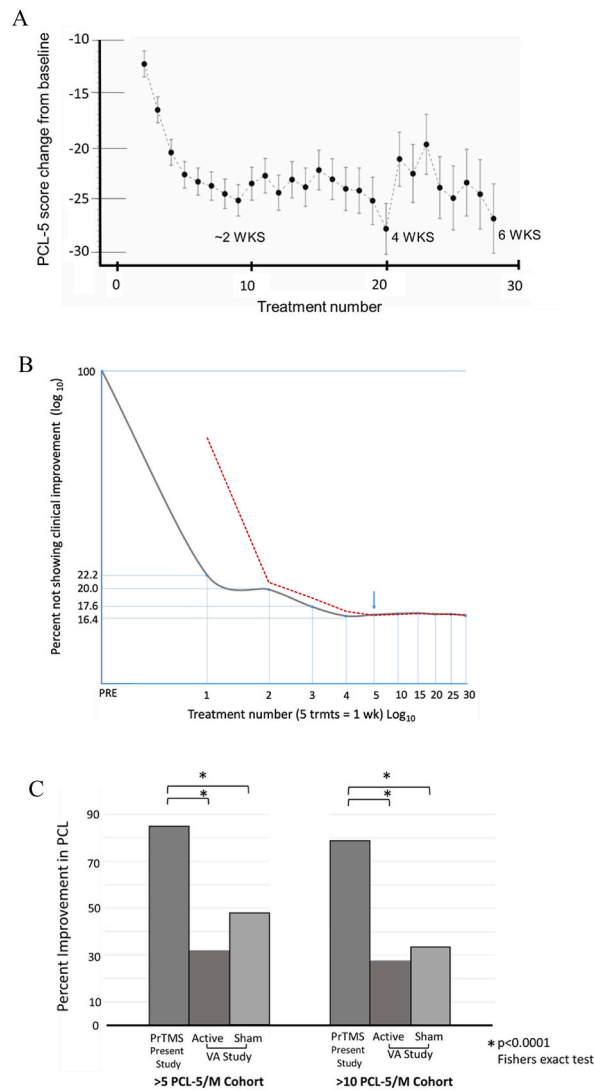 A
PCL-5 score change from baseline
-10
-15
-20
-25
-30
~2 WKS
4 WKS
6 WKS
0
10
20
30
Treatment number
B
Percent not showing clinical improvement (log 10)
100
22.2
20.0
17.6
16.4
PRE
1
2
3
4
5
10
15
20
25
30
Treatment number (5 trmts = 1 wk) Log10
C
Percent Improvement in PCL
90
70
50
30
10
0
*
*
*
*
PrTMS Active Sham
Present
Study
VA Study
>5 PCL-5/M Cohort
PrTMS Active Sham
Present
Study
VA Study
>10 PCL-5/M Cohort
* p<0.0001
Fishers exact test